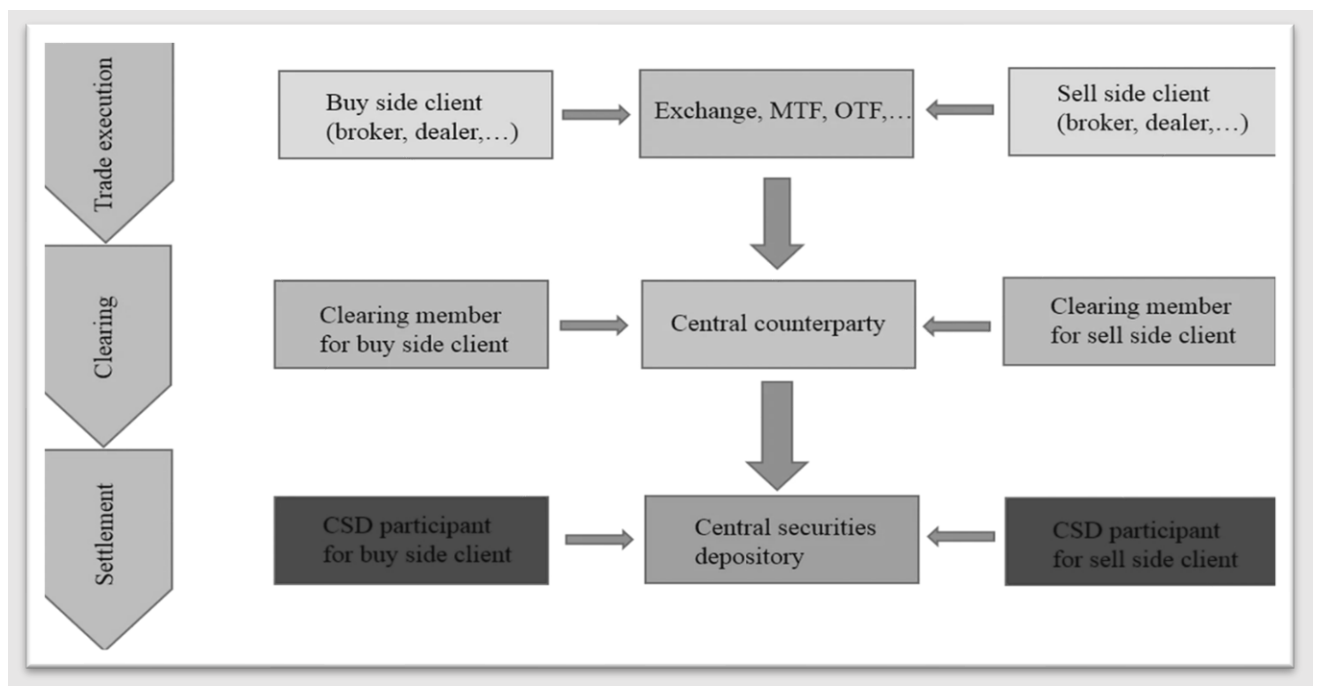 Trade execution
Buy side client
(broker, dealer,…)
Exchange, MTF, OTF,…
Sell side client
(broker, dealer,…)
Clearing
Clearing member
for buy side client
Central counterparty
Clearing member
for sell side client
Settlement
CSD participant
for buy side client
Central securities
depository
CSD participant
for sell side client